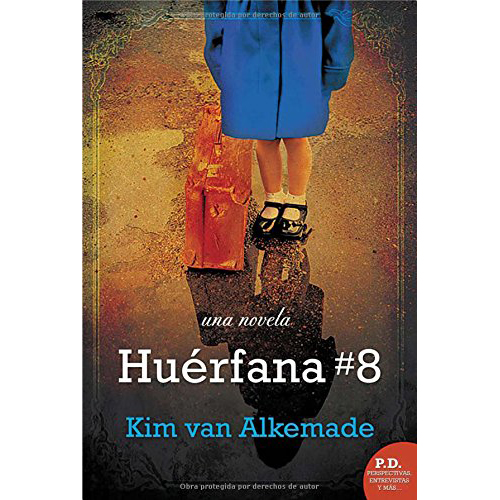 Obra protegida por derechos de autor
una novela
Huérfana #8
Kim van Alkemade
P.D.
PERSPECTIVAS,
ENTREVISTAS
Y MÁS...
Obra protegida por derechos de autor